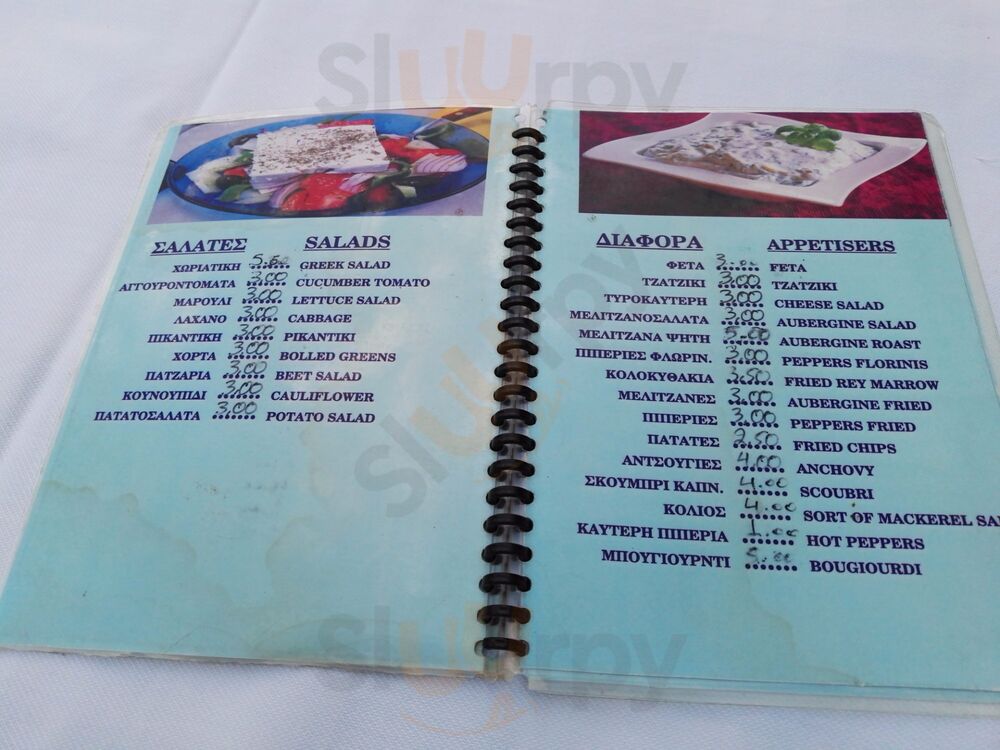 Sluurpy
ΣΑΛΑΤΕΣ SALADS
ΧΩΡΙΑΤΙΚΗ 5.50 GREEK SALAD
ΑΓΓΟΥΡΟΝΤΟΜΑΤΑ 3,00 CUCUMBER TOMATO
ΜΑΡΟΥΛΙ 3,00 LETTUCE SALAD
ΛΑΧΑΝΟ 3,00 CABBAGE
ΠΙΚΑΝΤΙΚΗ 3,00 PIKANTIKI
ΧΟΡΤΑ 3,00 BOLLED GREENS
ΠΑΤΖΑΡΙΑ 3,00 BEET SALAD
ΚΟΥΝΟΥΠΙΔΙ 3,00 CAULIFLOWER
ΠΑΤΑΤΟΣΑΛΑΤΑ 3,00 POTATO SALAD
ΔΙΑΦΟΡΑ APPETISERS
ΦΕΤΑ 3.00 FETA
ΤΖΑΤΖΙΚΙ 3,00 TZATZIKI
ΤΥΡΟΚΑΥΤΕΡΗ 3,00 CHEESE SALAD
ΜΕΛΙΤΖΑΝΟΣΑΛΑΤΑ 3,00 AUBERGINE SALAD
ΜΕΛΙΤΖΑΝΑ ΨΗΤΗ 5.00 AUBERGINE ROAST
ΠΙΠΕΡΙΕΣ ΦΛΩΡΙΝ. 3,00 PEPPERS FLORINIS
ΚΟΛΟΚΥΘΑΚΙΑ 3,50 FRIED REY MARROW
ΜΕΛΙΤΖΑΝΕΣ 3,00 AUBERGINE FRIED
ΠΙΠΕΡΙΕΣ 3,00 PEPPERS FRIED
ΠΑΤΑΤΕΣ 2,50 FRIED CHIPS
ΑΝΤΣΟΥΓΙΕΣ 4,00 ANCHOVY
ΣΚΟΥΜΠΡΙ ΚΑΠΝ. 4.00 SCOUBRI
ΚΟΛΙΟΣ 4.00 SORT OF MACKEREL
ΚΑΥΤΕΡΗ ΠΙΠΕΡΙΑ 1.00 HOT PEPPERS
ΜΠΟΥΓΙΟΥΡΝΤΙ BOUGIOURDI
Sluurpy
Sluurpy